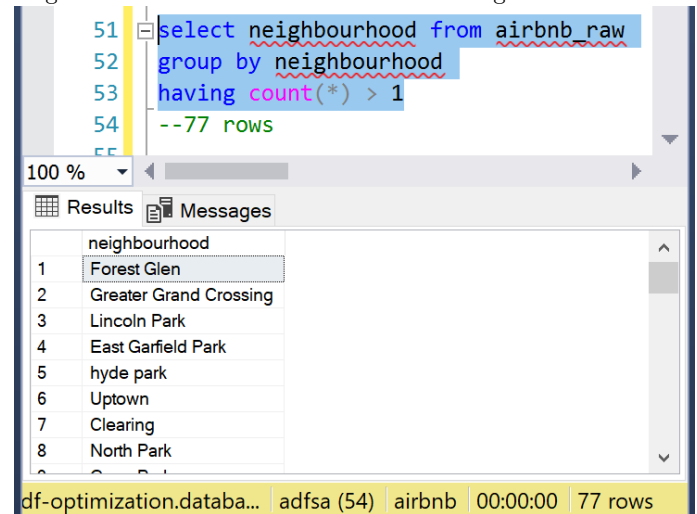 51 select neighbourhood from airbnb_raw
52 group by neighbourhood
53 having count(*) > 1
54 --77 rows
100 %
Results Messages
neighbourhood
1 Forest Glen
2 Greater Grand Crossing
3 Lincoln Park
4 East Garfield Park
5 hyde park
6 Uptown
7 Clearing
8 North Park
df-optimization.databa... adfsa (54) airbnb 00:00:00 77 rows